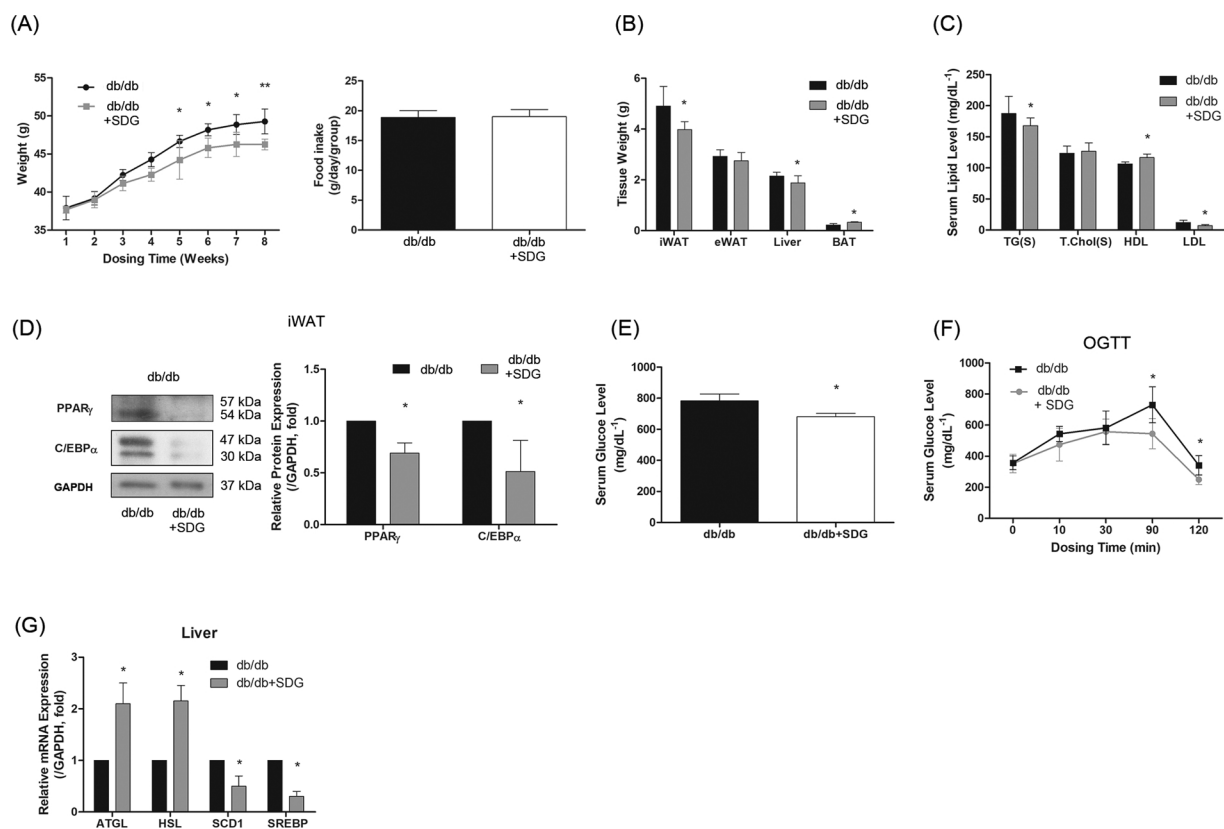 (A)
Weight (g)
55
50
45
40
35
db/db
db/db
+SDG
* * * **
1 2 3 4 5 6 7 8
Dosing Time (Weeks)
Food inake
(g/day/group)
25
20
15
10
5
0
db/db
db/db
+SDG
(B)
Tissue Weight (g)
6
4
2
0
db/db
db/db
+SDG
* * *
iWAT eWAT Liver BAT
(C)
Serum Lipid Level (mg/dL-1)
250
200
150
100
50
0
db/db
db/db
+SDG
* * *
TG(S) T.Chol(S) HDL LDL
(D)
iWAT
db/db
PPARγ
57 kDa
54 kDa
C/EBPα
47 kDa
30 kDa
GAPDH
37 kDa
db/db
db/db
+SDG
Relative Protein Expression
(/GAPDH, fold)
1.5
1.0
0.5
0.0
db/db
db/db
+SDG
* *
PPARγ C/EBPα
(E)
Serum Glucoe Level
(mg/dL-1)
1000
800
600
400
200
0
*
db/db db/db+SDG
(F)
OGTT
Serum Glucoe Level
(mg/dL-1)
1000
800
600
400
200
0
db/db
db/db
+ SDG
* *
0 10 30 90 120
Dosing Time (min)
(G)
Liver
Relative mRNA Expression
(/GAPDH, fold)
3
2
1
0
db/db
db/db+SDG
* * * *
ATGL HSL SCD1 SREBP